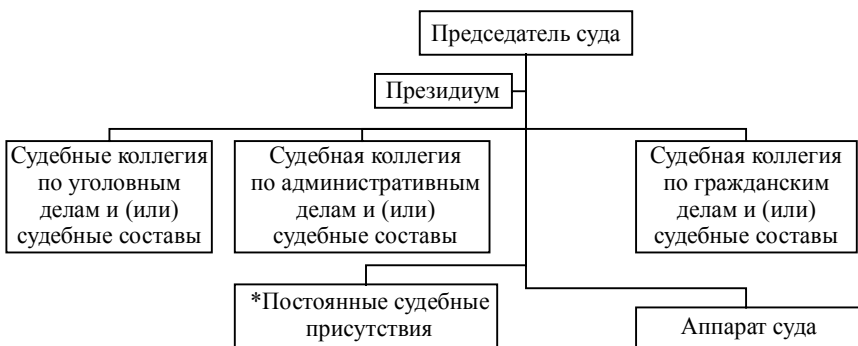 Председатель суда
Президиум
Судебные коллегия
по уголовным
делам и (или)
судебные составы
Судебная коллегия
по административным
делам и (или)
судебные составы
Судебная коллегия
по гражданским
делам и (или)
судебные составы
*Постоянные судебные
присутствия
Аппарат суда